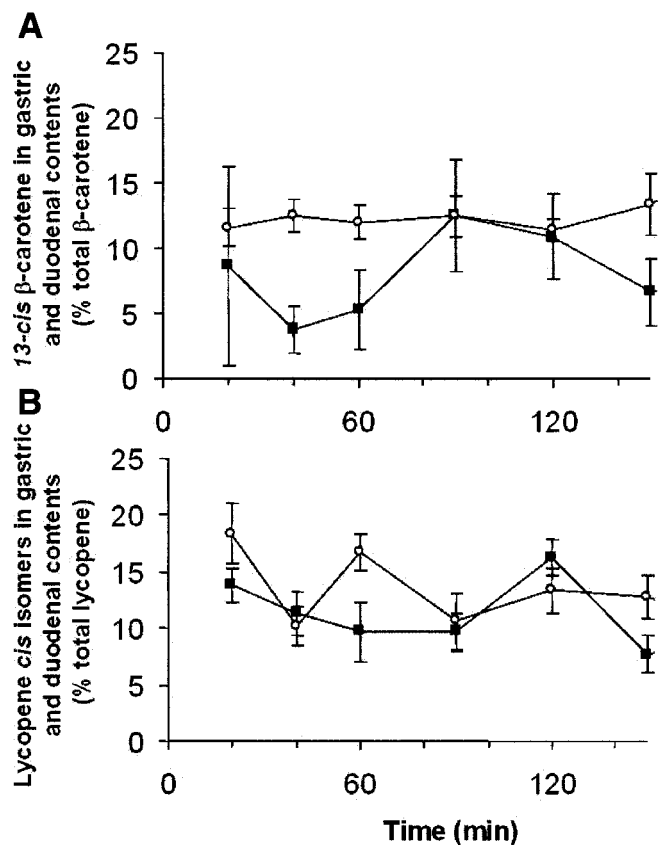 A
13-cis β-carotene in gastric
and duodenal contents
(% total β-carotene)
25
20
15
10
5
0
0
60
120
B
Lycopene cis isomers in gastric
and duodenal contents
(% total lycopene)
25
20
15
10
5
0
0
60
120
Time (min)